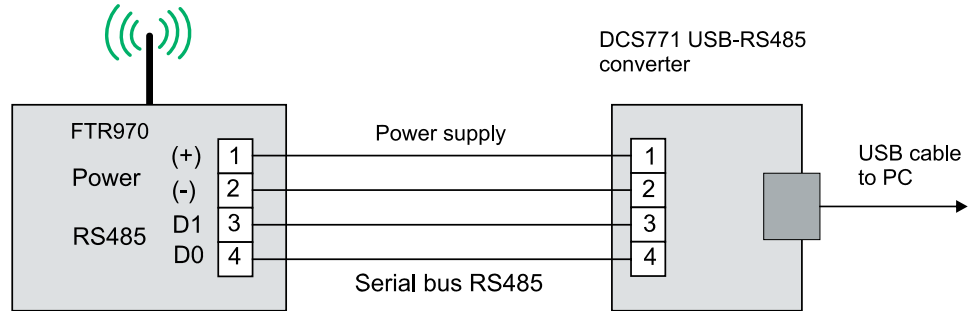 DCS771 USB-RS485
converter
FTR970
Power
RS485
(+)
(-)
D1
D0
1
2
3
4
Power supply
Serial bus RS485
1
2
3
4
USB cable
to PC